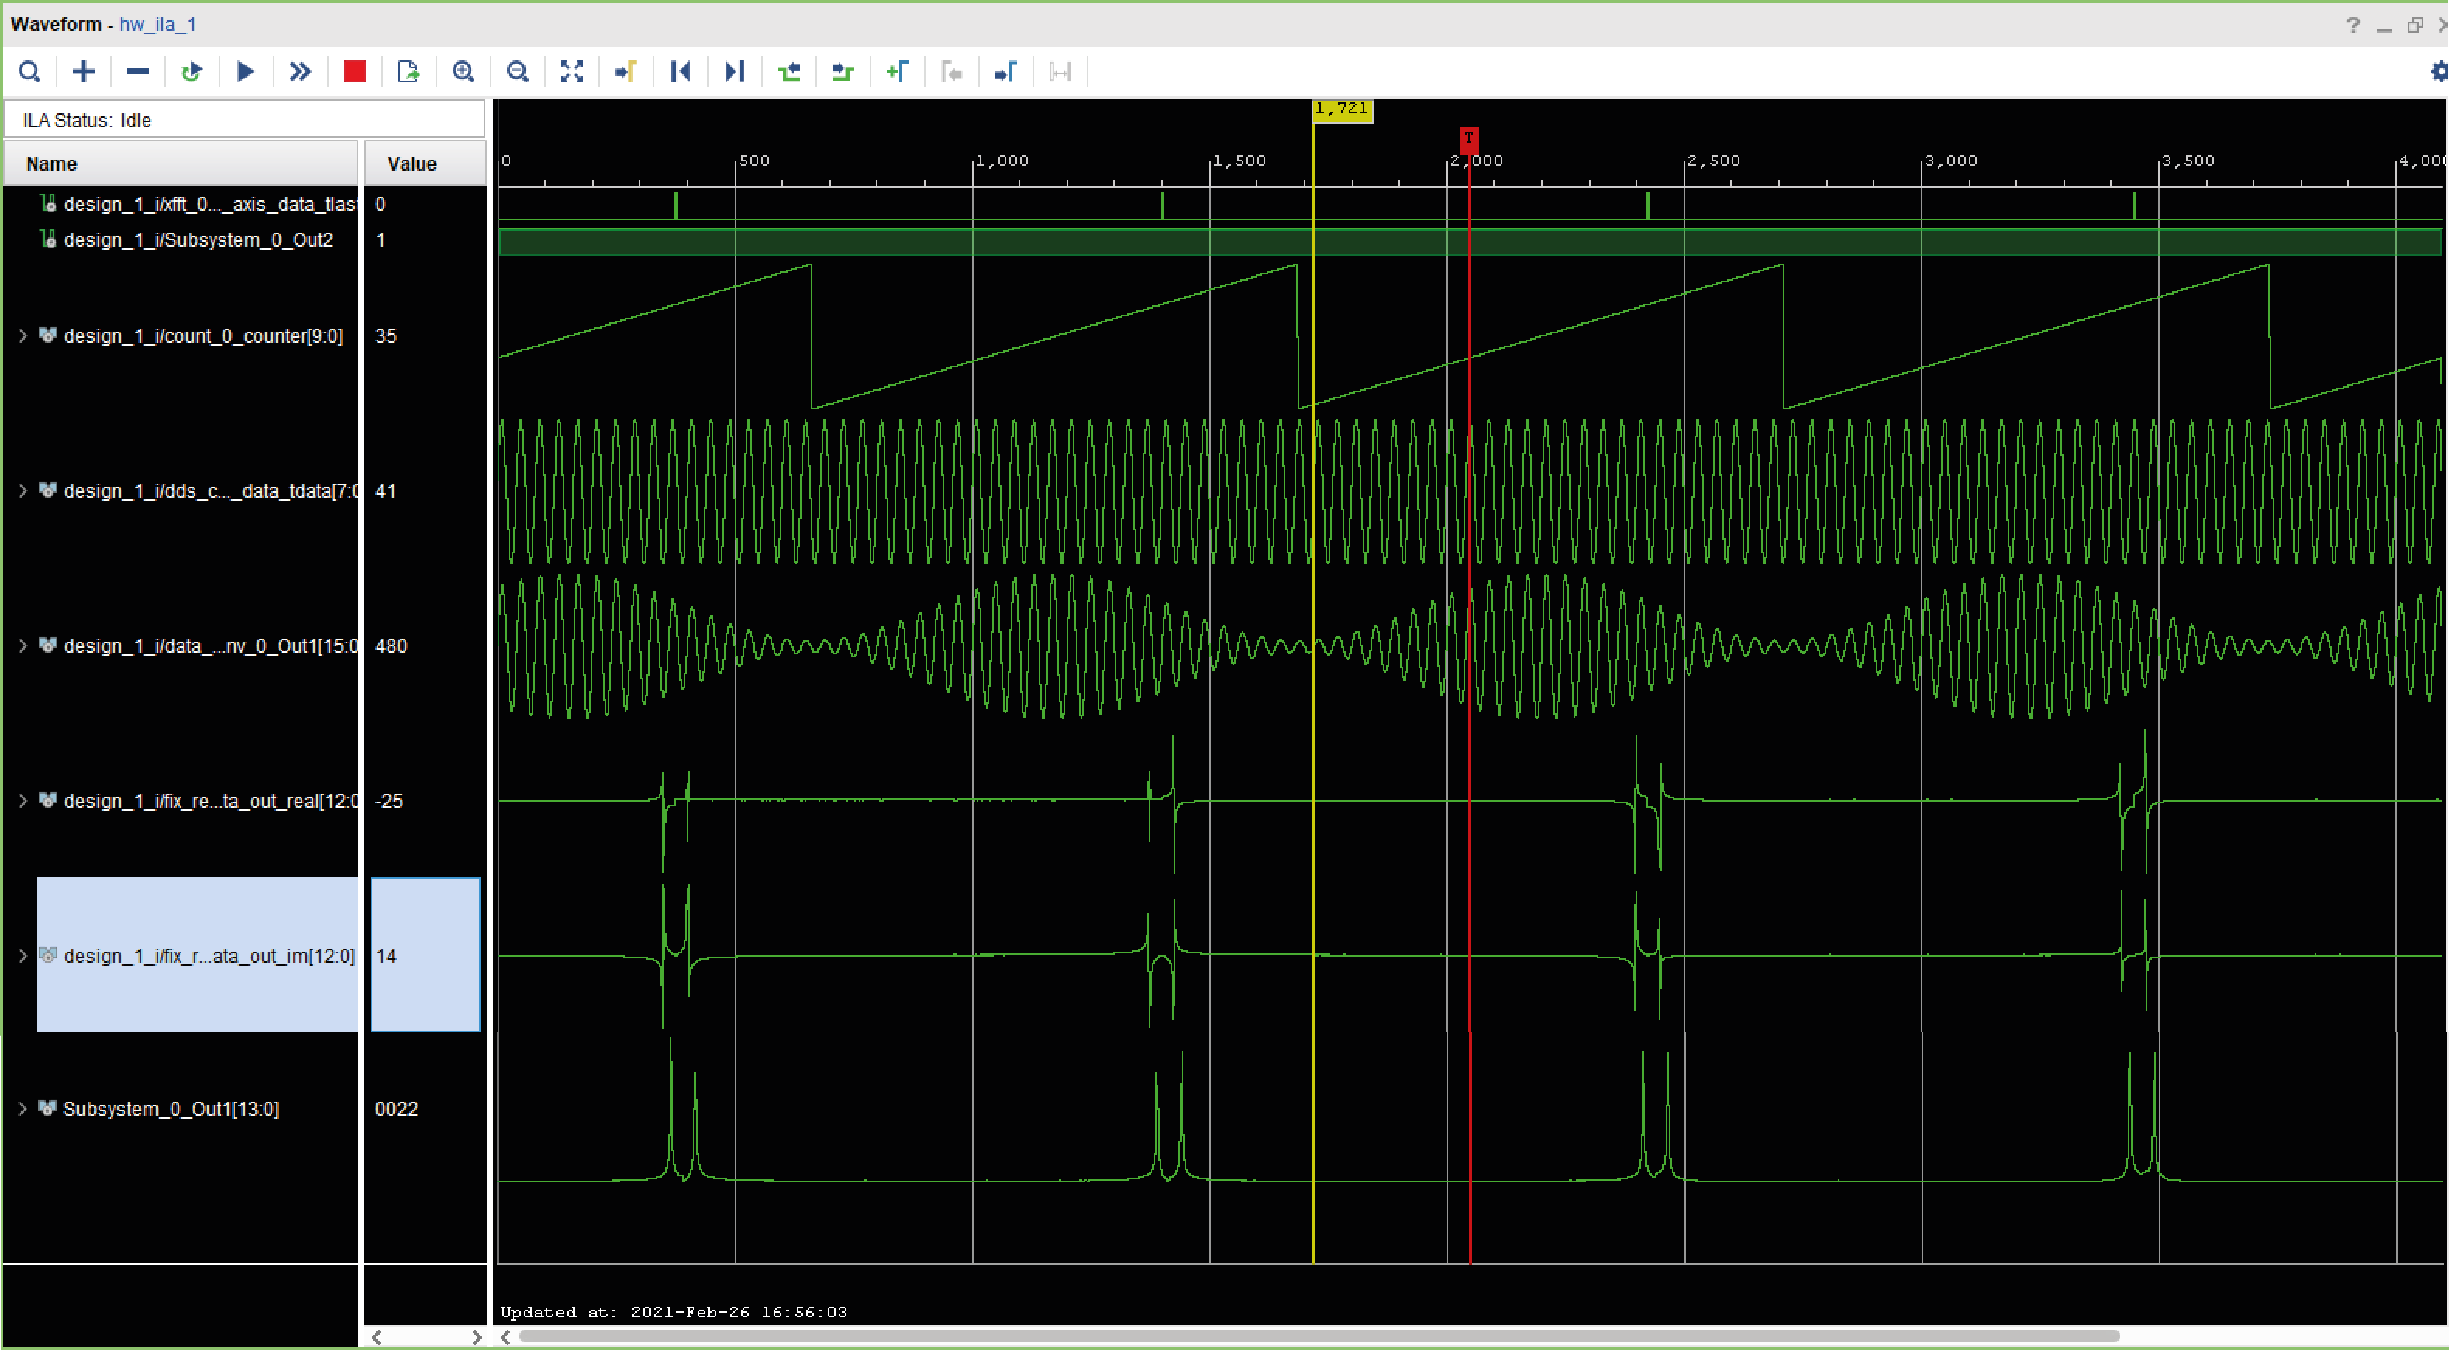 Waveform - hw_ila_1
ILA Status: Idle
Name Value
1,721
T
0 500 1,000 1,500 2,000 2,500 3,000 3,500 4,000
design_1_i/xfft_0..._axis_data_tlast 0
design_1_i/Subsystem_0_Out2 1
design_1_i/count_0_counter[9:0] 35
design_1_i/dds_c..._data_tdata[7:0 41
design_1_i/data_...nv_0_Out1[15:0 480
design_1_i/fix_re...ta_out_real[12:0 -25
design_1_i/fix_r...ata_out_im[12:0] 14
Subsystem_0_Out1[13:0] 0022
Updated at: 2021-Feb-26 16:56:03